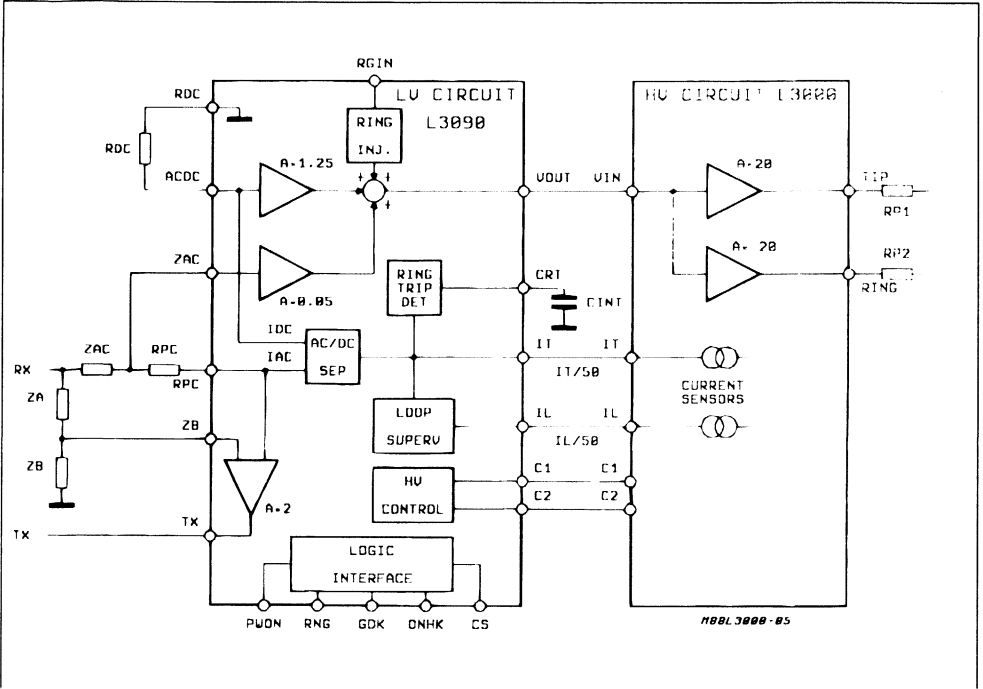 RGIN
RDC
LV CIRCUIT
L3090
HV CIRCUIT L3000
RING
INJ.
RDC
A=1.25
A=20
ACDC
VOUT
VIN
TIP
RP1
ZAC
A=0.05
RING
TRIP
DET
CRT
CINT
A= 20
RP2
RING
IDC
IAC
AC/DC
SEP
IT
IT
IT/50
CURRENT
SENSORS
RX
ZAC
RPC
RPC
ZA
ZB
LOOP
SUPERV
IL
IL
IL/50
ZB
A=2
HV
CONTROL
C1
C1
C2
C2
TX
TX
LOGIC
INTERFACE
PWON
RNG
GDK
ONHK
CS
M88L3000-05